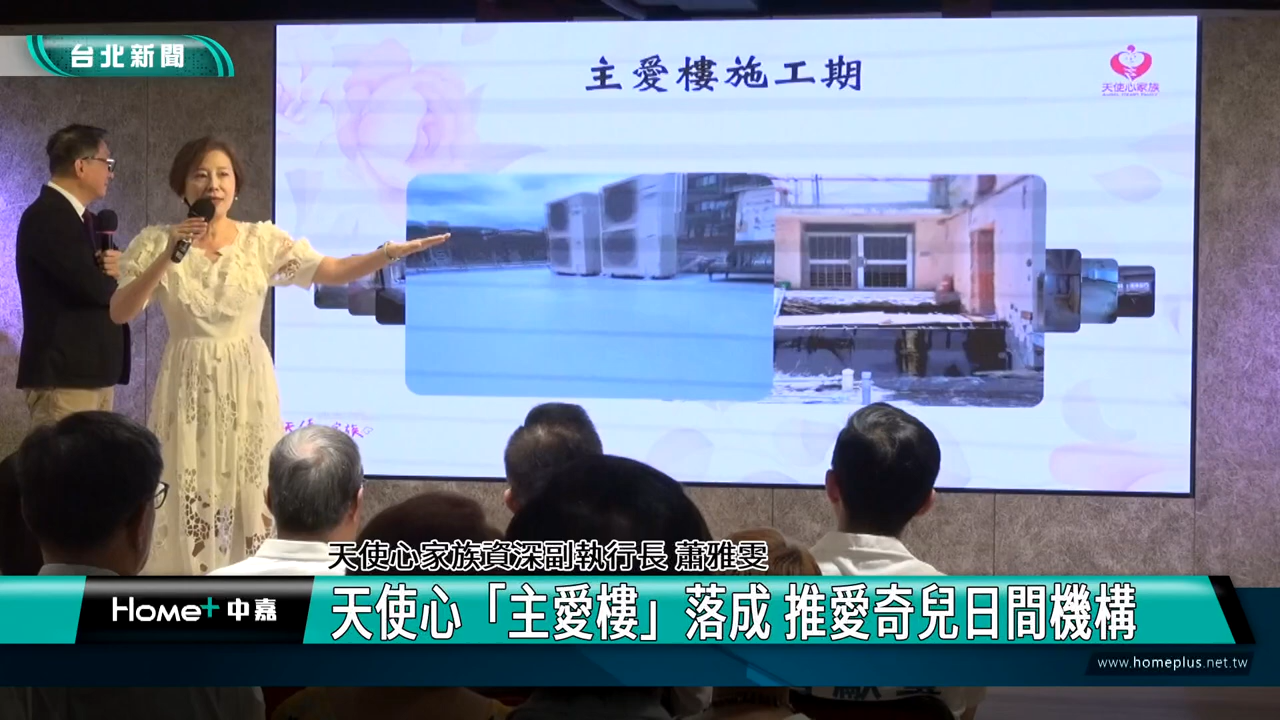 台北新聞
主愛樓施工期
天使心家族
天使心家族資深副執行長 蕭雅雯
Home+中嘉
天使心「主愛樓」落成 推愛奇兒日間機構
www.homeplus.net.tw